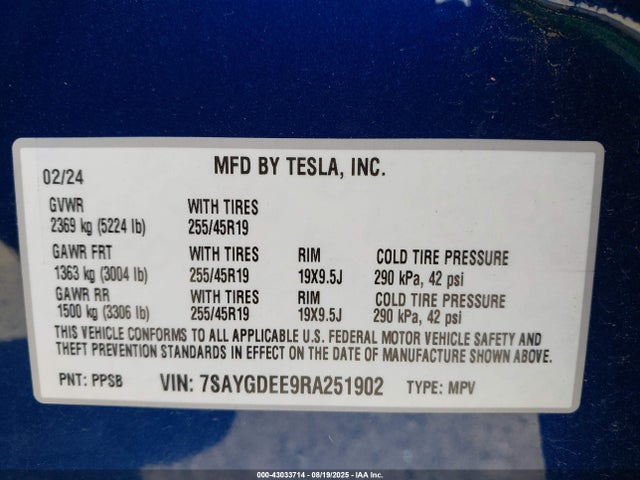 MFD BY TESLA, INC.
02/24
GVWR WITH TIRES
2369 kg (5224 lb) 255/45R19
GAWR FRT WITH TIRES RIM COLD TIRE PRESSURE
1363 kg (3004 lb) 255/45R19 19X9.5J 290 kPa, 42 psi
GAWR RR WITH TIRES RIM COLD TIRE PRESSURE
1500 kg (3306 lb) 255/45R19 19X9.5J 290 kPa, 42 psi
THIS VEHICLE CONFORMS TO ALL APPLICABLE U.S. FEDERAL MOTOR VEHICLE SAFETY AND
THEFT PREVENTION STANDARDS IN EFFECT ON THE DATE OF MANUFACTURE SHOWN ABOVE.
PNT: PPSB VIN: 7SAYGDEE9RA251902 TYPE: MPV
000-43033714 - 08/19/2025 - IAA Inc.